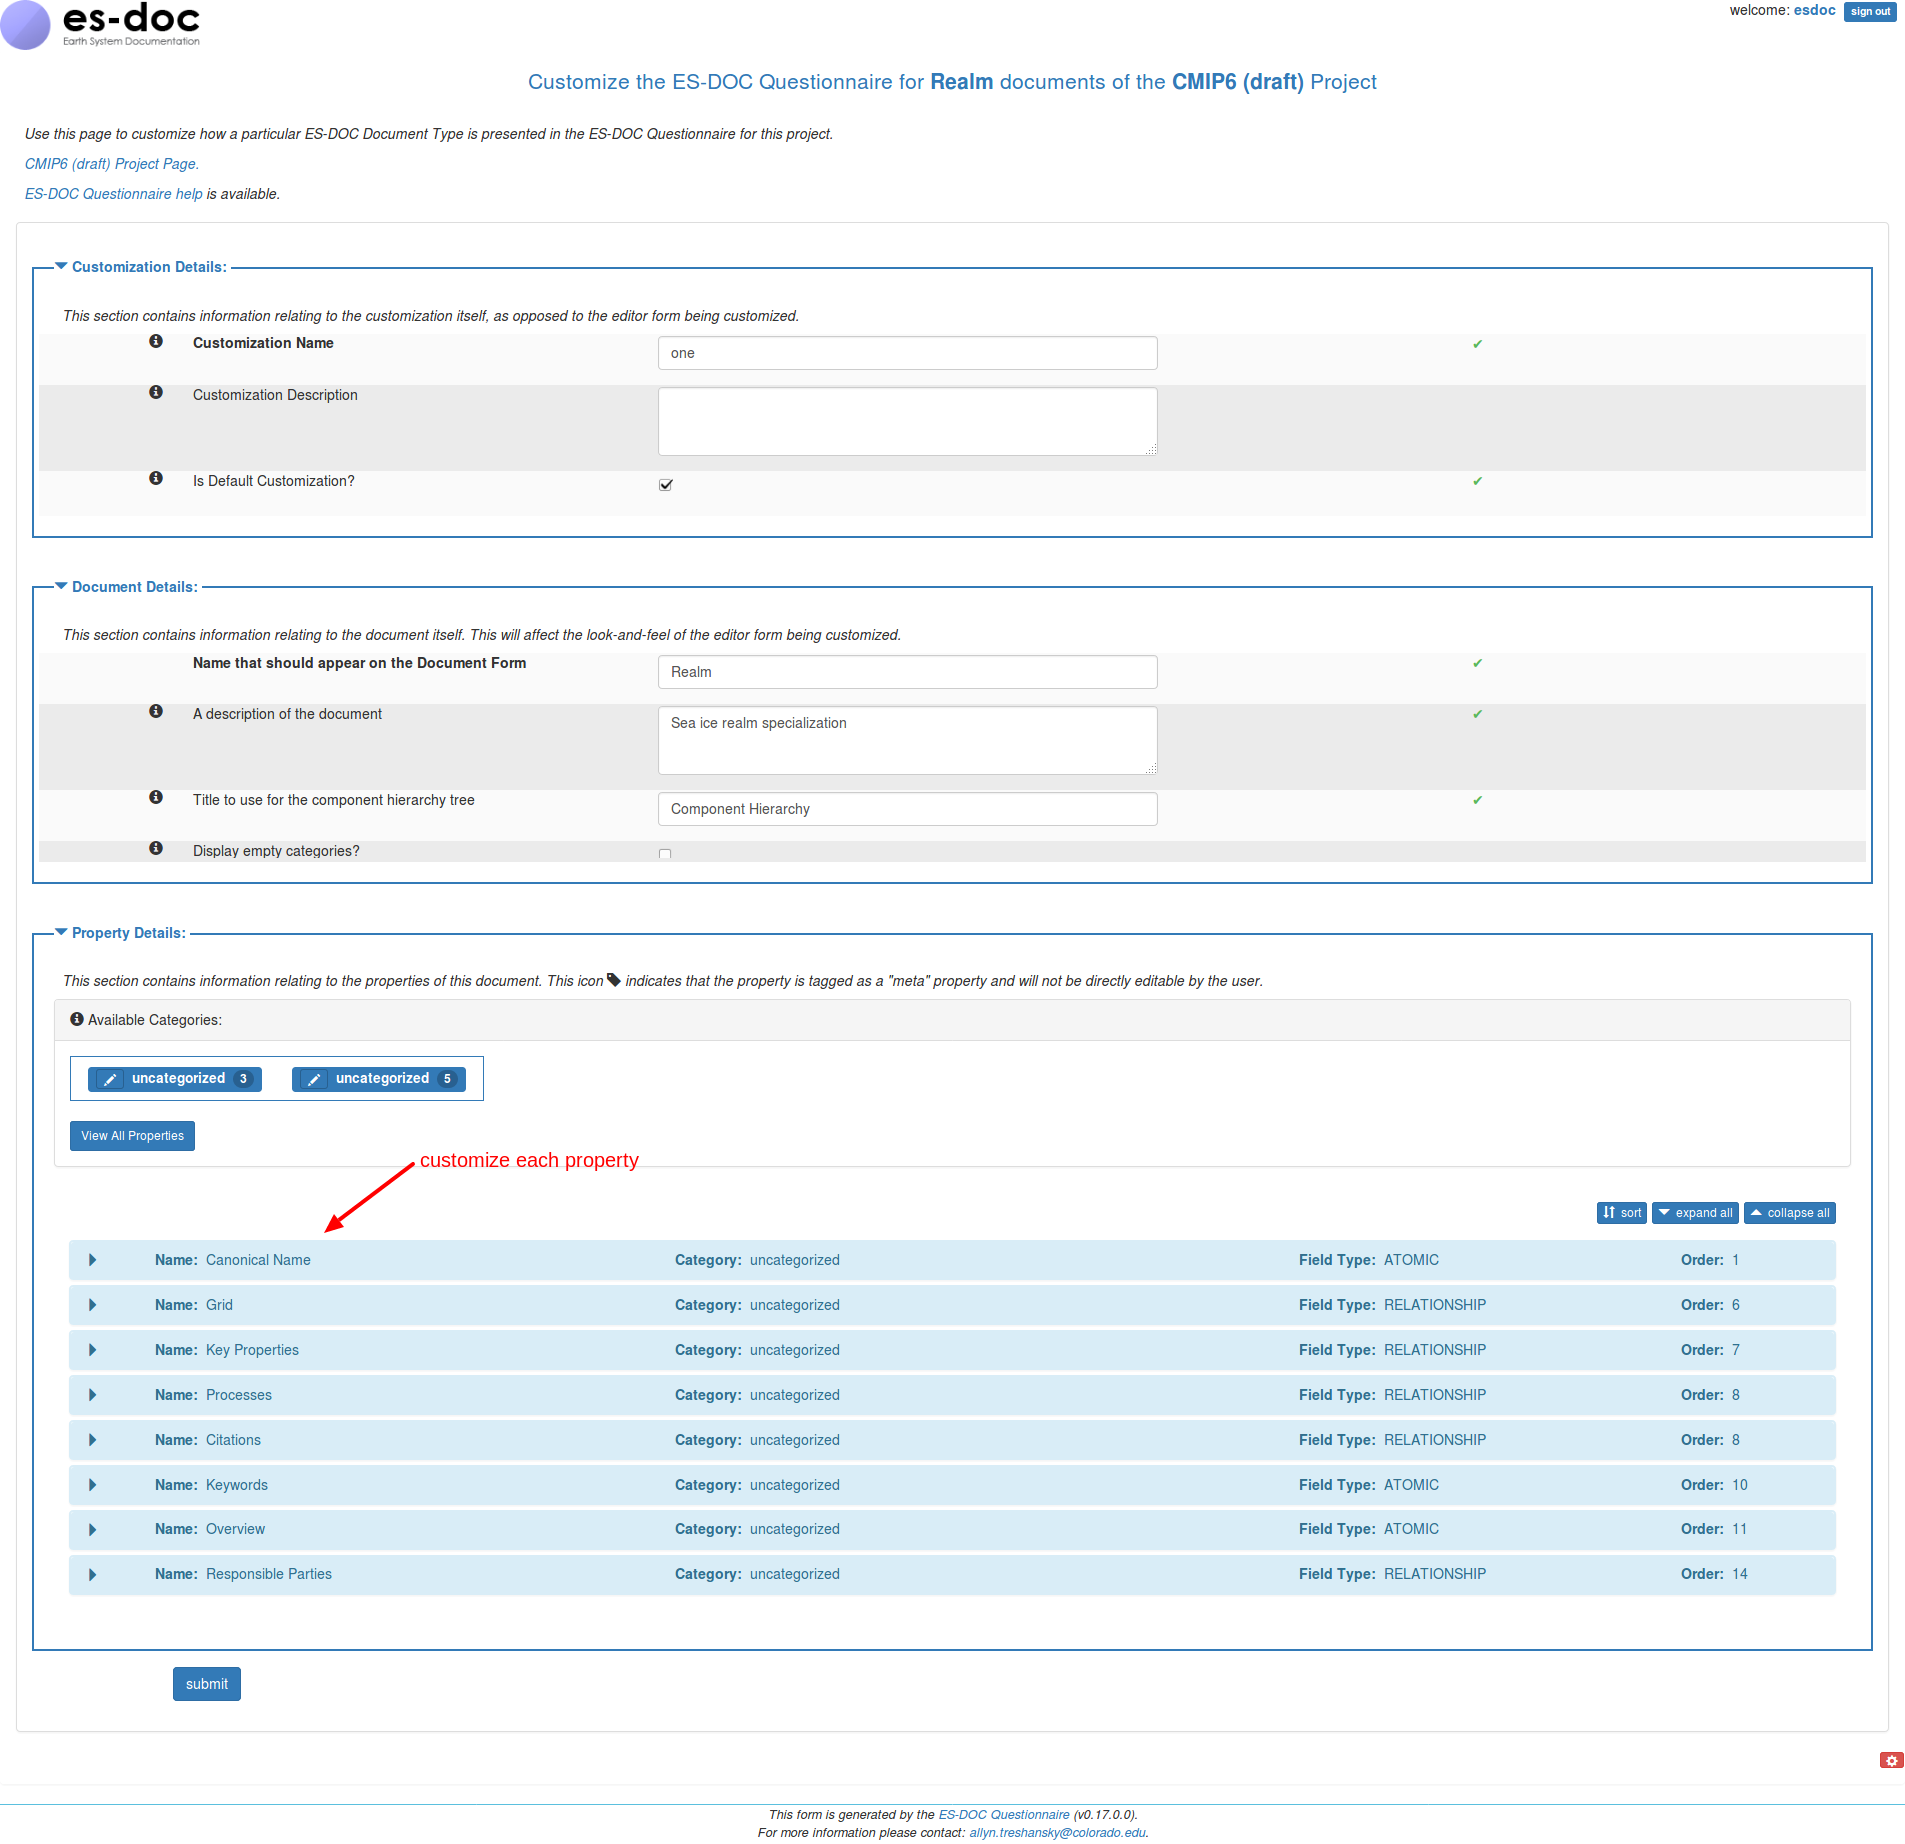 es-doc
Earth System Documentation
welcome: esdoc sign out
Customize the ES-DOC Questionnaire for Realm documents of the CMIP6 (draft) Project
Use this page to customize how a particular ES-DOC Document Type is presented in the ES-DOC Questionnaire for this project.
CMIP6 (draft) Project Page.
ES-DOC Questionnaire help is available.
Customization Details:
This section contains information relating to the customization itself, as opposed to the editor form being customized.
Customization Name one
Customization Description
Is Default Customization?
Document Details:
This section contains information relating to the document itself. This will affect the look-and-feel of the editor form being customized.
Name that should appear on the Document Form Realm
A description of the document Sea ice realm specialization
Title to use for the component hierarchy tree Component Hierarchy
Display empty categories?
Property Details:
This section contains information relating to the properties of this document. This icon indicates that the property is tagged as a "meta" property and will not be directly editable by the user.
Available Categories:
uncategorized 3 uncategorized 5
View All Properties
customize each property
sort expand all collapse all
Name: Canonical Name Category: uncategorized Field Type: ATOMIC Order: 1
Name: Grid Category: uncategorized Field Type: RELATIONSHIP Order: 6
Name: Key Properties Category: uncategorized Field Type: RELATIONSHIP Order: 7
Name: Processes Category: uncategorized Field Type: RELATIONSHIP Order: 8
Name: Citations Category: uncategorized Field Type: RELATIONSHIP Order: 8
Name: Keywords Category: uncategorized Field Type: ATOMIC Order: 10
Name: Overview Category: uncategorized Field Type: ATOMIC Order: 11
Name: Responsible Parties Category: uncategorized Field Type: RELATIONSHIP Order: 14
submit
This form is generated by the ES-DOC Questionnaire (v0.17.0.0).
For more information please contact: allyn.treshansky@colorado.edu.